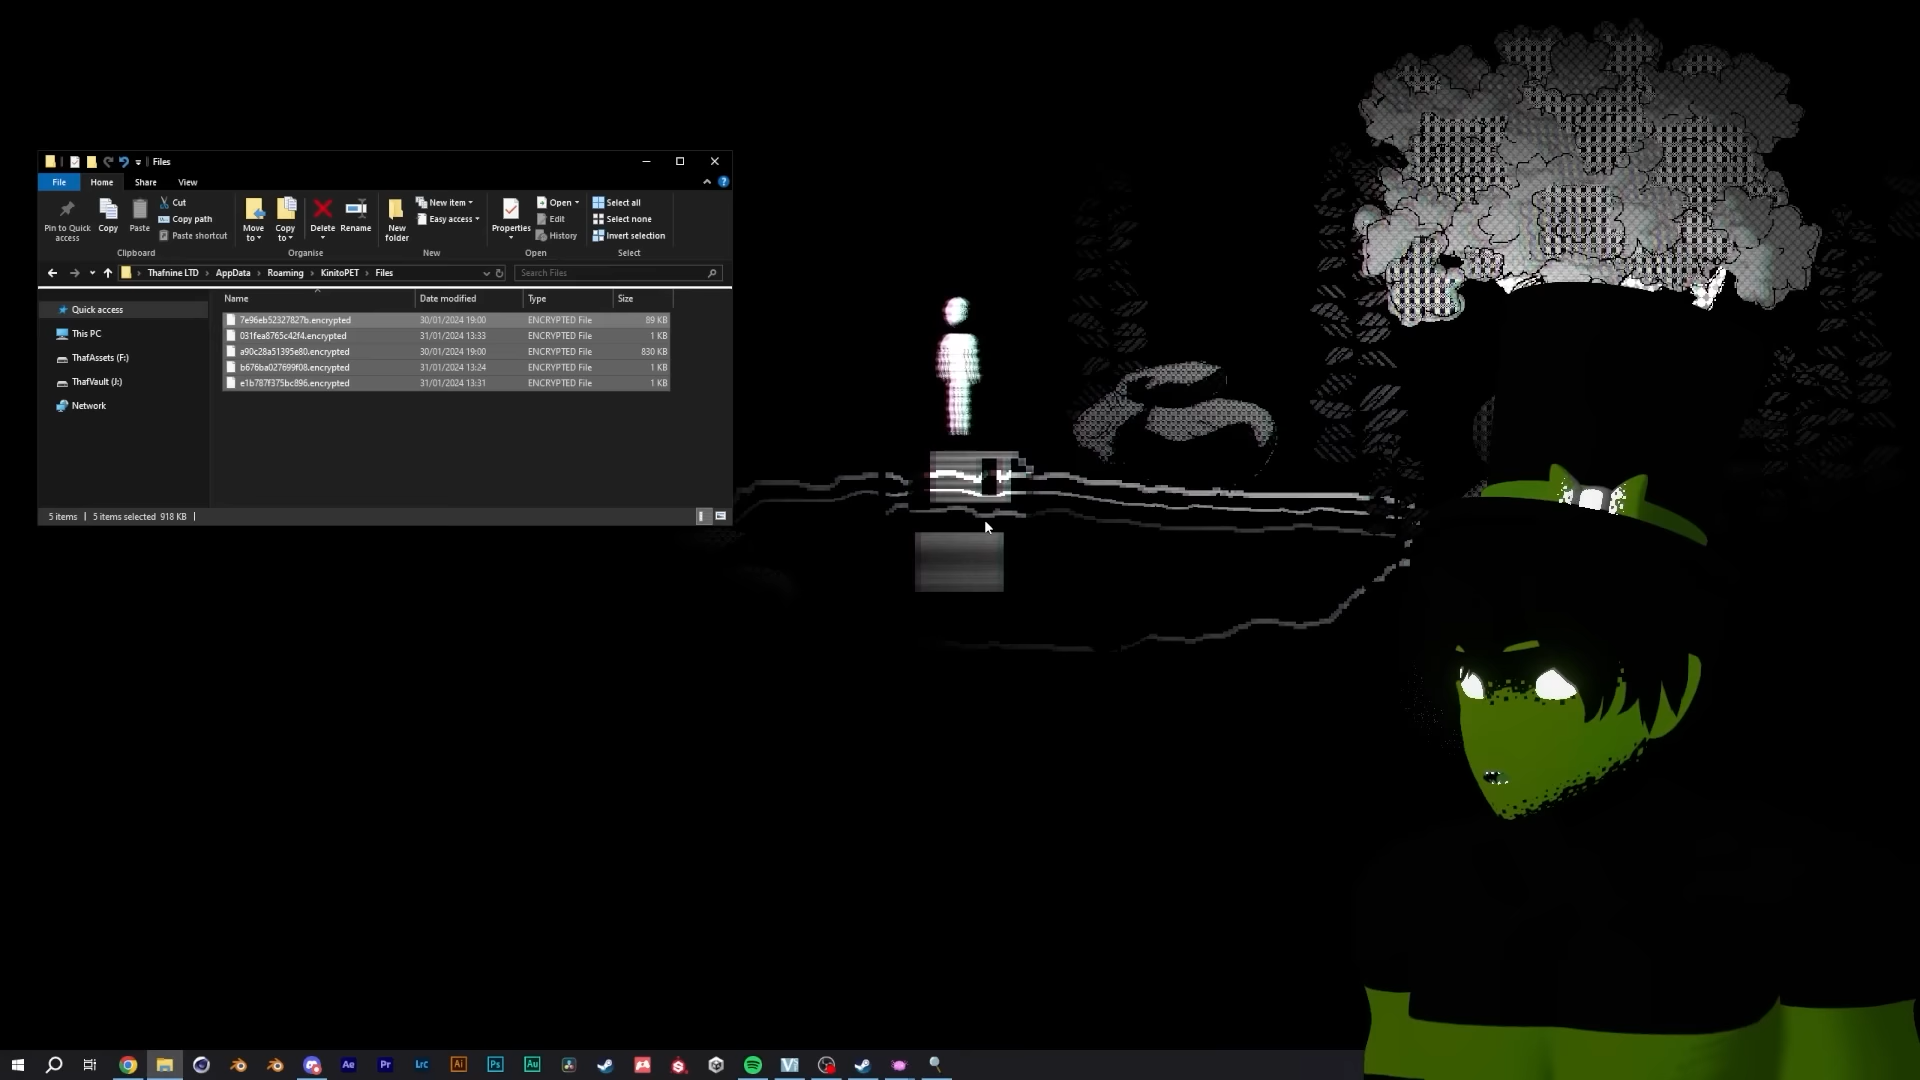 Files
File Home Share View
Pin to Quick access
Copy
Paste
Cut
Copy path
Paste shortcut
Clipboard
Move to
Copy to
Delete
Rename
Organise
New folder
New item
Easy access
New
Properties
Open
Edit
History
Open
Select all
Select none
Invert selection
Select
Thafnine LTD > AppData > Roaming > KinitoPET > Files
Search Files
Quick access
This PC
ThafAssets (F:)
ThafVault (J:)
Network
Name Date modified Type Size
7e96eb52327827b.encrypted 30/01/2024 19:00 ENCRYPTED File 89 KB
031fea8765c42f4.encrypted 31/01/2024 13:33 ENCRYPTED File 1 KB
a90c28a51395e80.encrypted 30/01/2024 19:00 ENCRYPTED File 830 KB
b676ba027699f08.encrypted 31/01/2024 13:24 ENCRYPTED File 1 KB
e1b787f375bc896.encrypted 31/01/2024 13:31 ENCRYPTED File 1 KB
5 items | 5 items selected 918 KB |
Ae Pr Lrc Ai Ps Au